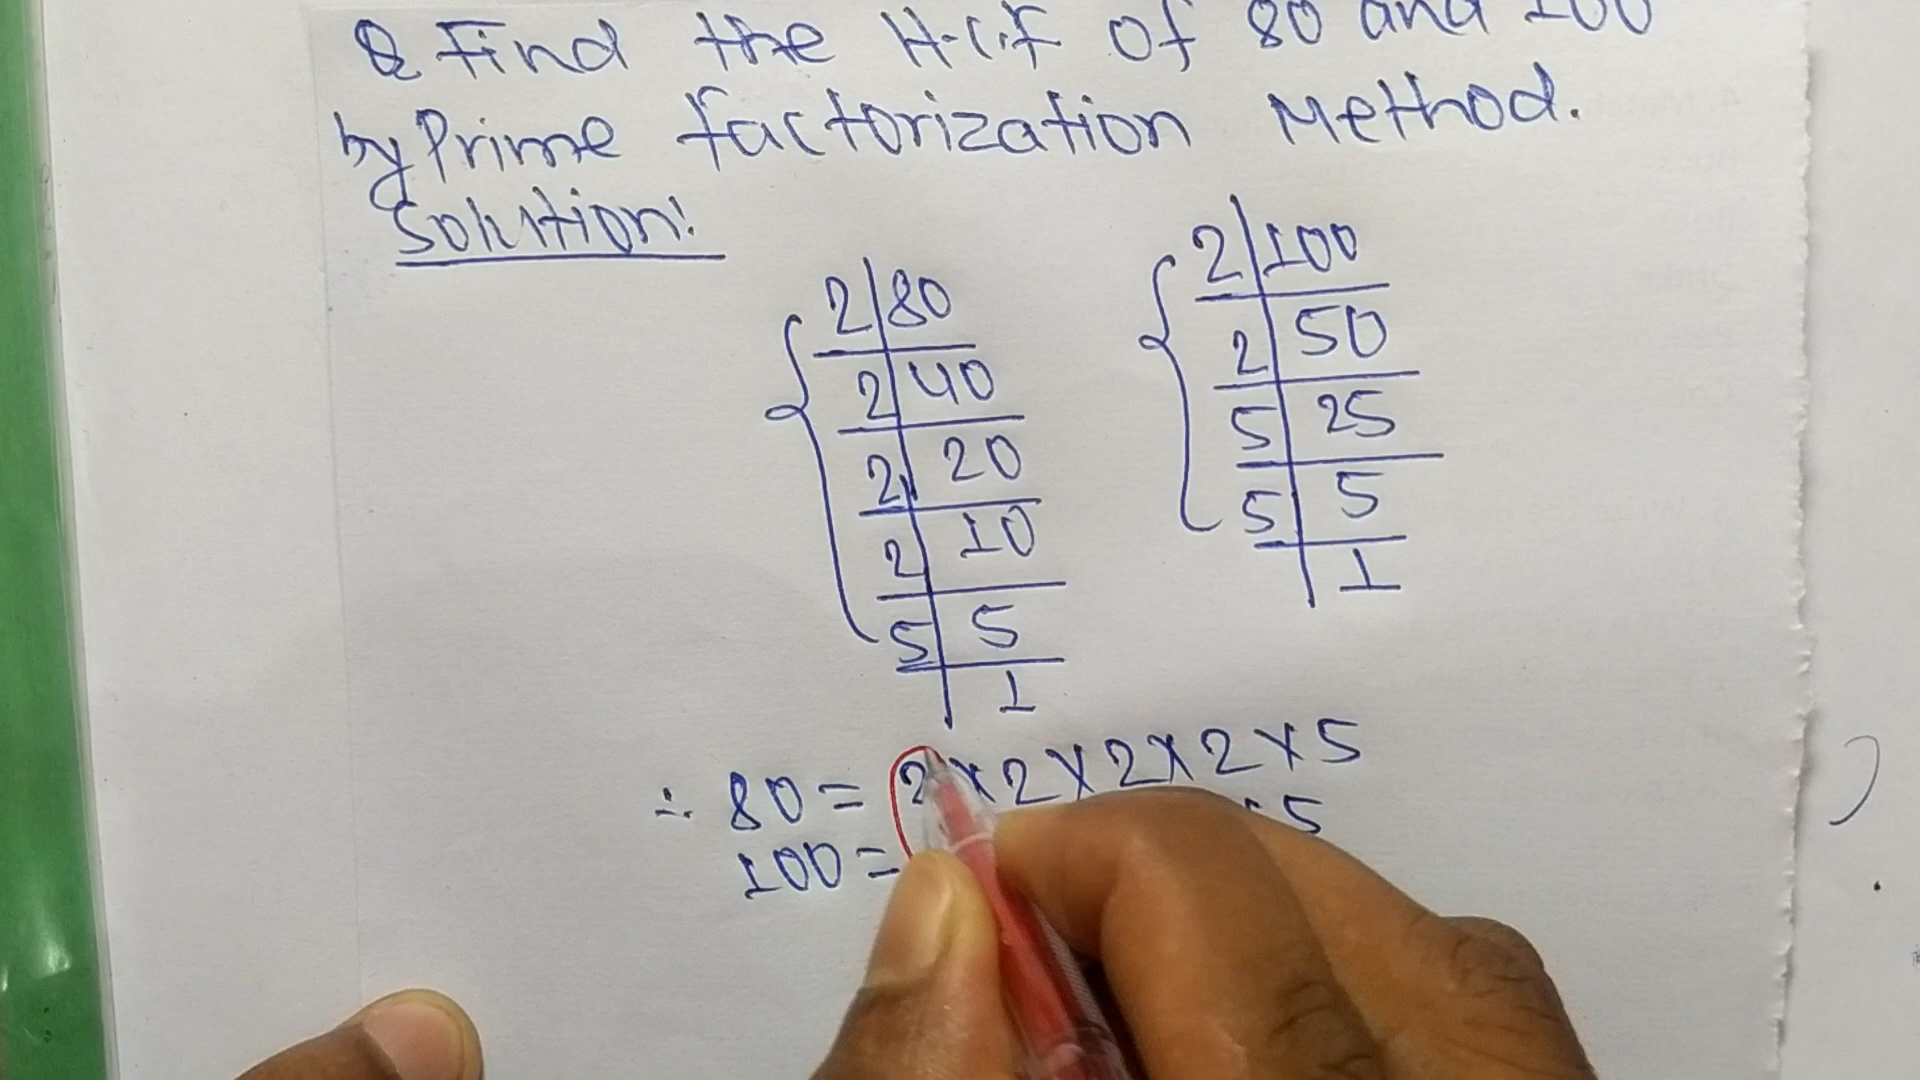 Q Find the H.C.F of 80 and 100
by Prime factorization Method.
Solution:
2 80
2 40
2 20
2 10
5 5
1
2 100
2 50
5 25
5 5
1
∴ 80 = 2×2×2×2×5
100 = 5